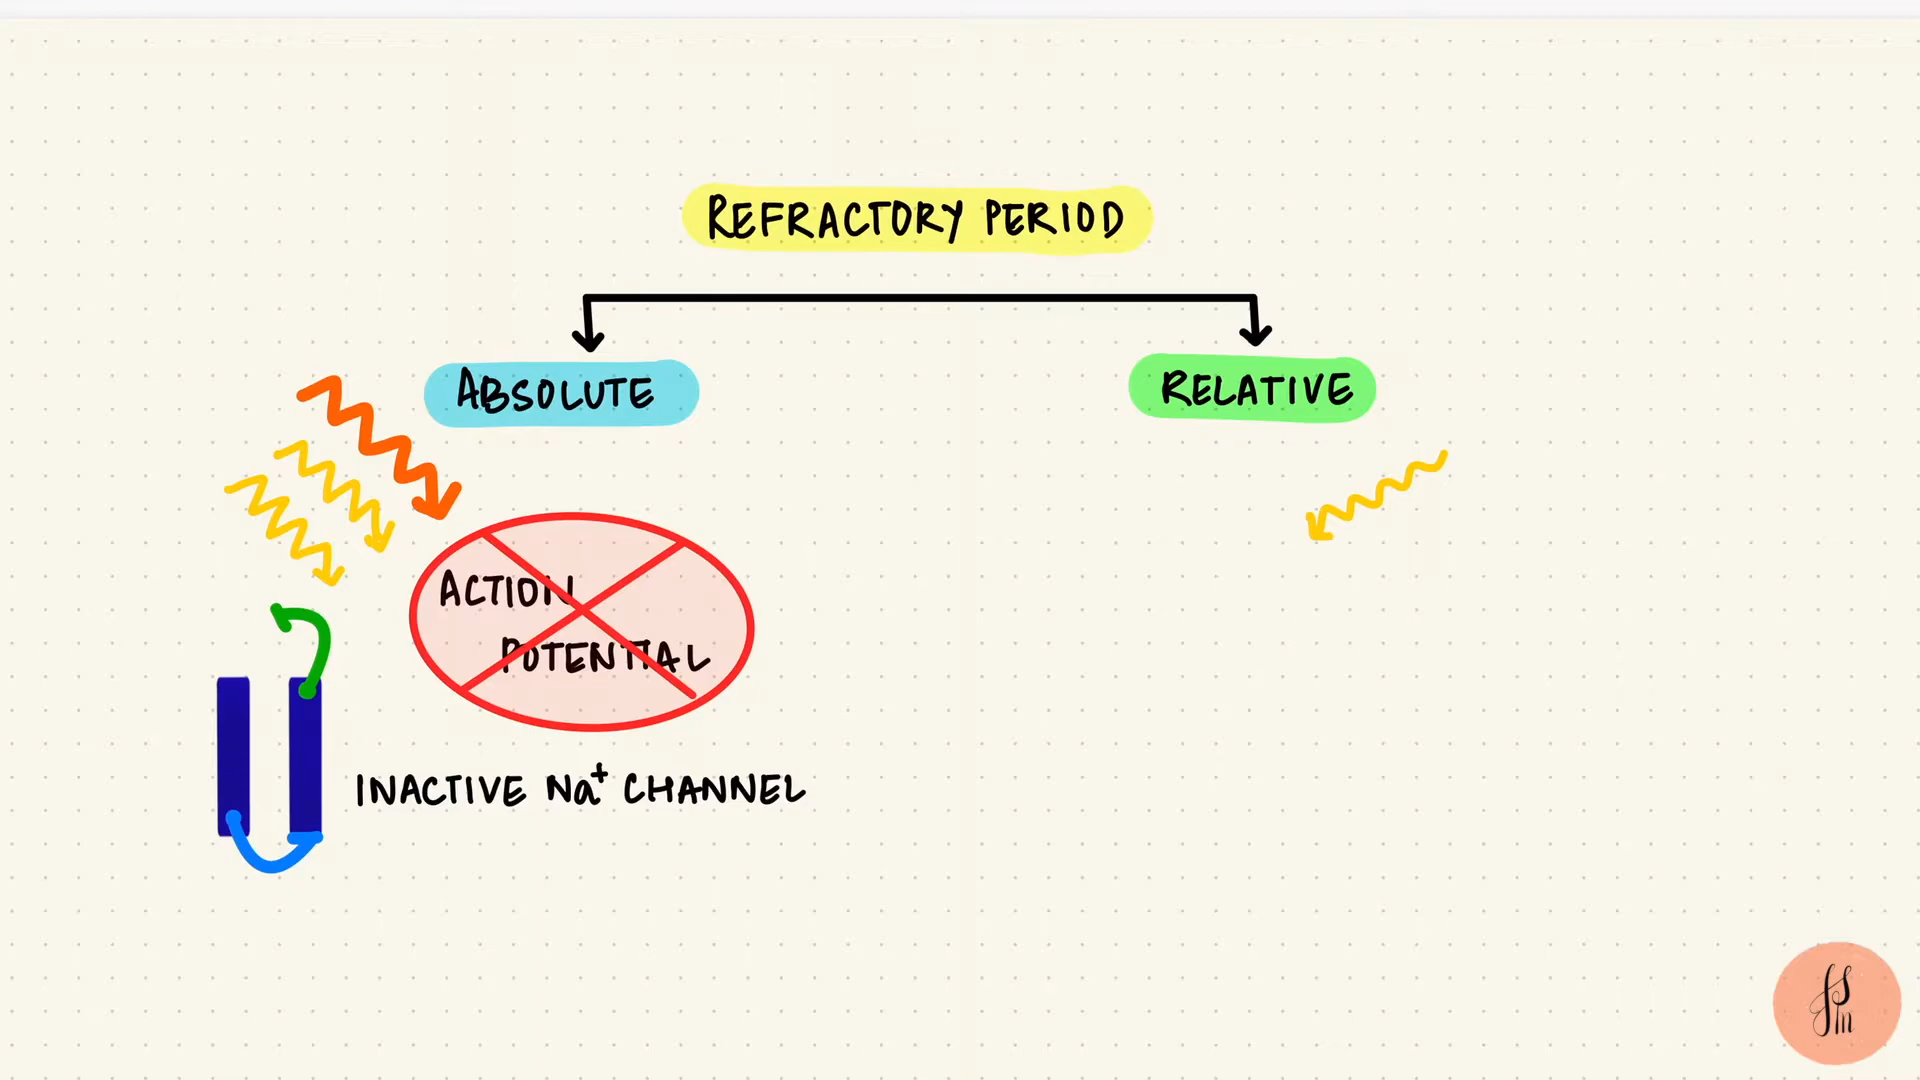 REFRACTORY PERIOD
ABSOLUTE
RELATIVE
ACTION
POTENTIAL
INACTIVE Na⁺ CHANNEL